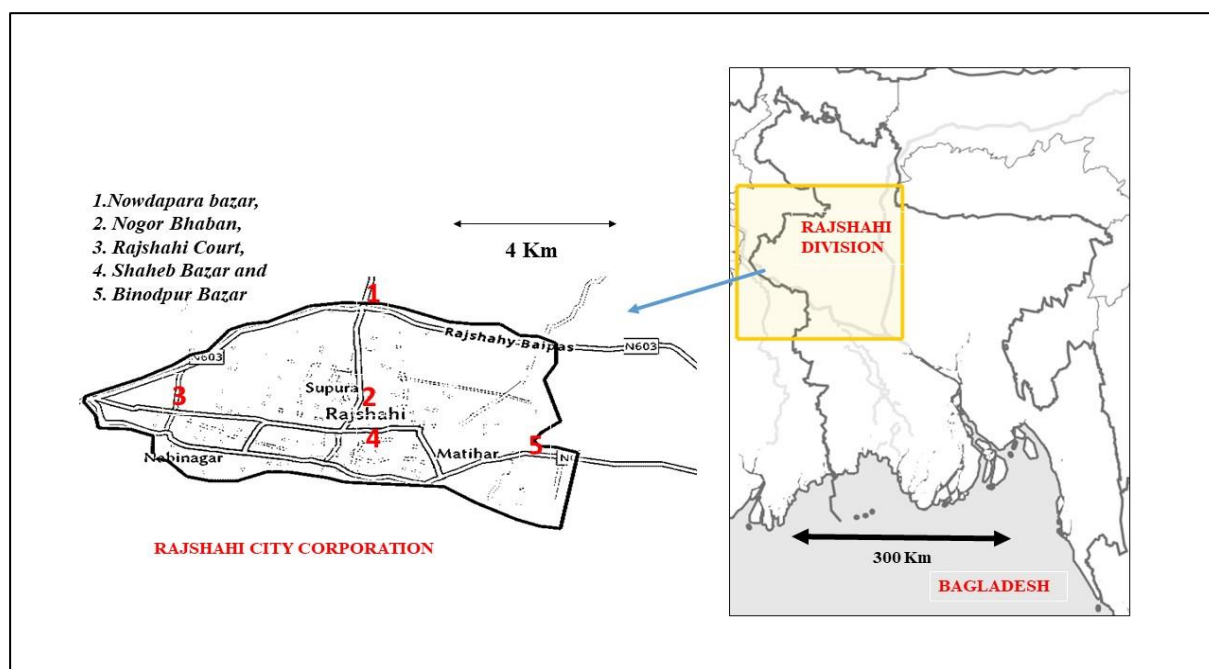 1.Nowdapara bazar,
2. Nogor Bhaban,
3. Rajshahi Court,
4. Shaheb Bazar and
5. Binodpur Bazar
4 Km
1
Rajshahy-Baipas
N603
N603
Supura
3
2
Rajshahi
4
5
Nabinagar
Matihar
RAJSHAHI CITY CORPORATION
RAJSHAHI
DIVISION
300 Km
BAGLADESH